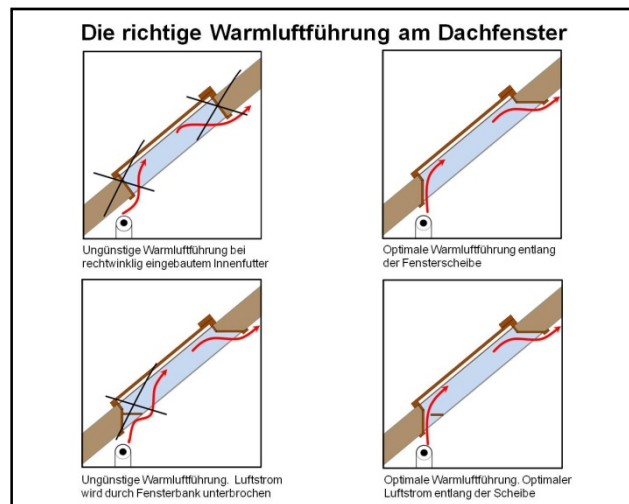 Die richtige Warmluftführung am Dachfenster
Ungünstige Warmluftführung bei
rechtwinklig eingebautem Innenfutter
Optimale Warmluftführung entlang
der Fensterscheibe
Ungünstige Warmluftführung. Luftstrom
wird durch Fensterbank unterbrochen
Optimale Warmluftführung. Optimaler
Luftstrom entlang der Scheibe